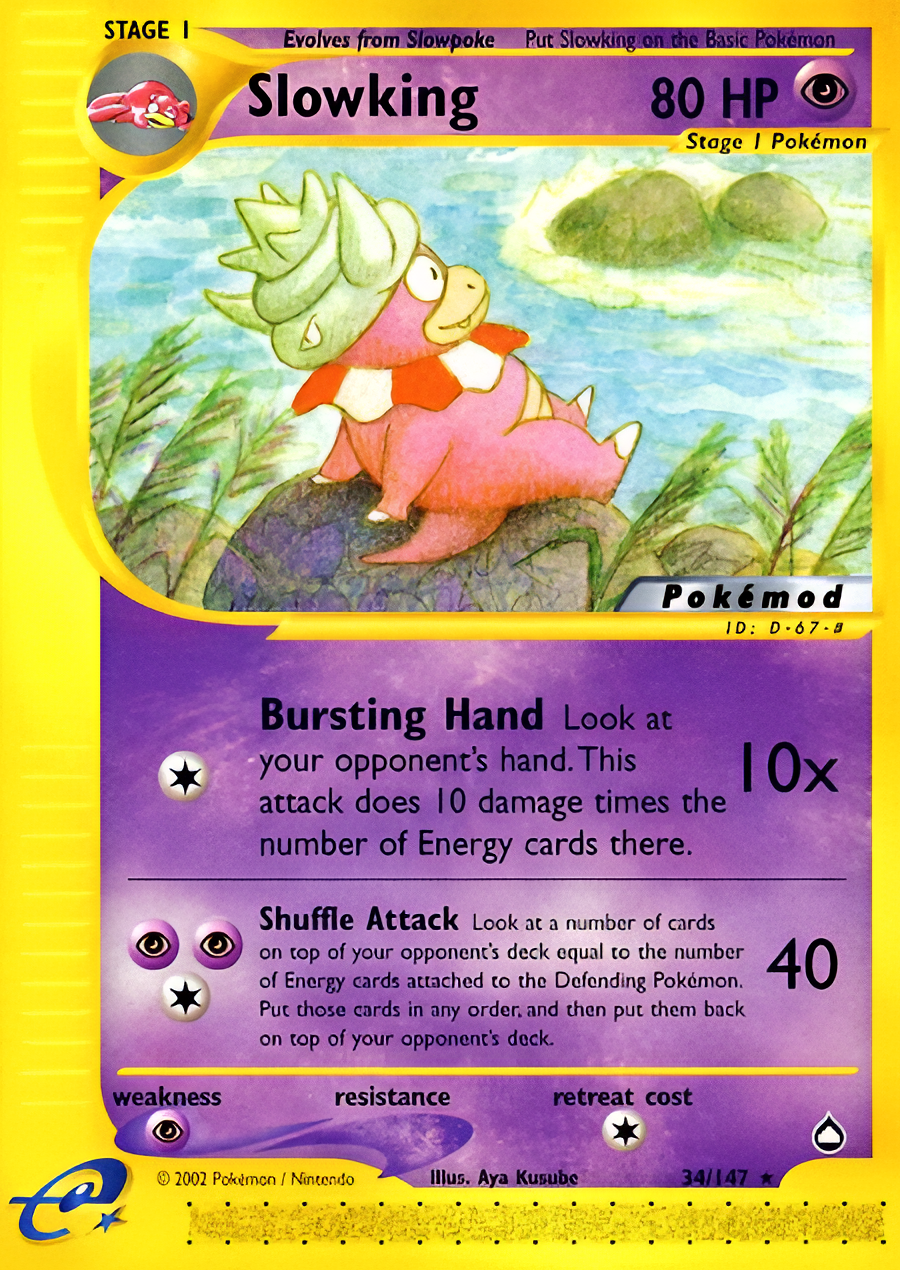 STAGE 1
Evolves from Slowpoke Put Slowking on the Basic Pokémon
Slowking 80 HP
Stage 1 Pokémon
Pokémod
ID: D-67-
Bursting Hand Look at
your opponent's hand. This
attack does 10 damage times the
number of Energy cards there.
10x
Shuffle Attack Look at a number of cards
on top of your opponent's deck equal to the number
of Energy cards attached to the Defending Pokémon.
Put those cards in any order, and then put them back
on top of your opponent's deck.
40
weakness resistance retreat cost
© 2002 Pokémon / Nintendo Illus. Aya Kusube 34/147 ★
e